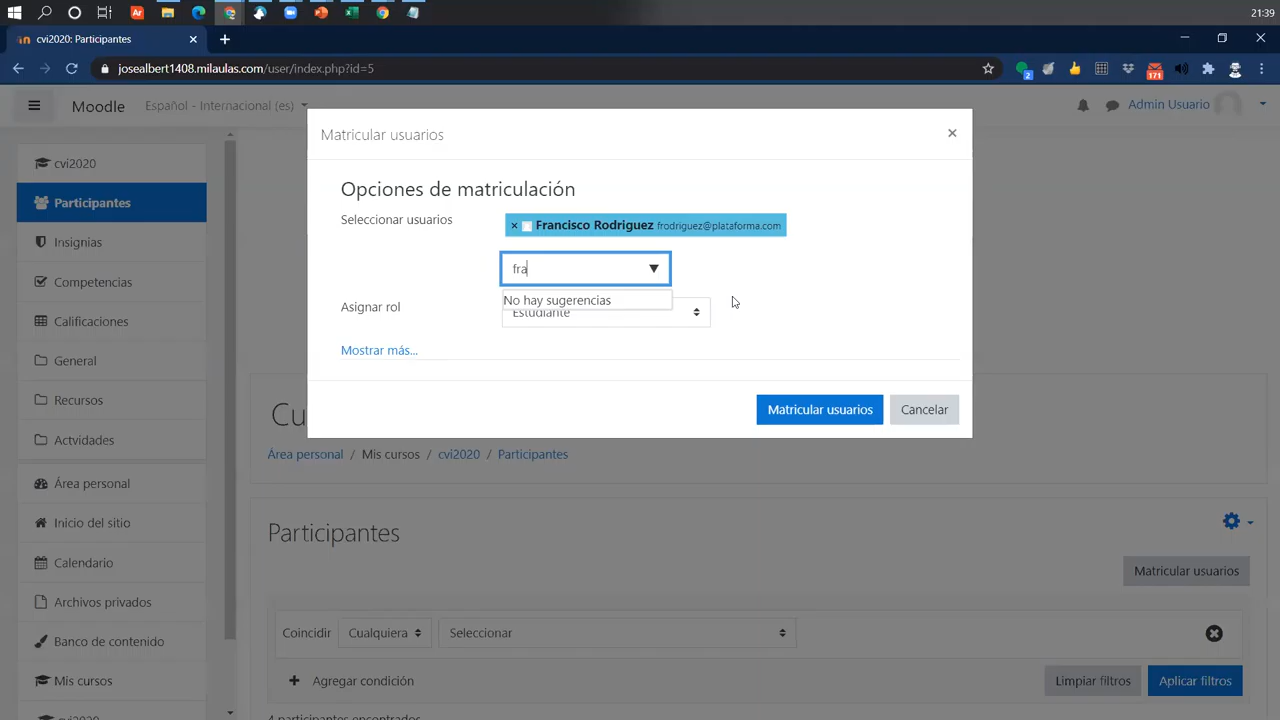 21:39
cvi2020: Participantes
josealbert1408.milaulas.com/user/index.php?id=5
2
171
Moodle
Español - Internacional (es)
Admin Usuario
cvi2020
Participantes
Insignias
Competencias
Calificaciones
General
Recursos
Actvidades
Área personal
Inicio del sitio
Calendario
Archivos privados
Banco de contenido
Mis cursos
cvi2020
Matricular usuarios
Opciones de matriculación
Seleccionar usuarios
× Francisco Rodriguez frodriguez@plataforma.com
fra
No hay sugerencias
Asignar rol
Estudiante
Mostrar más...
Matricular usuarios
Cancelar
Cu
Área personal / Mis cursos / cvi2020 / Participantes
Participantes
Matricular usuarios
Coincidir Cualquiera Seleccionar
Agregar condición
Limpiar filtros
Aplicar filtros
4 participantes encontrados